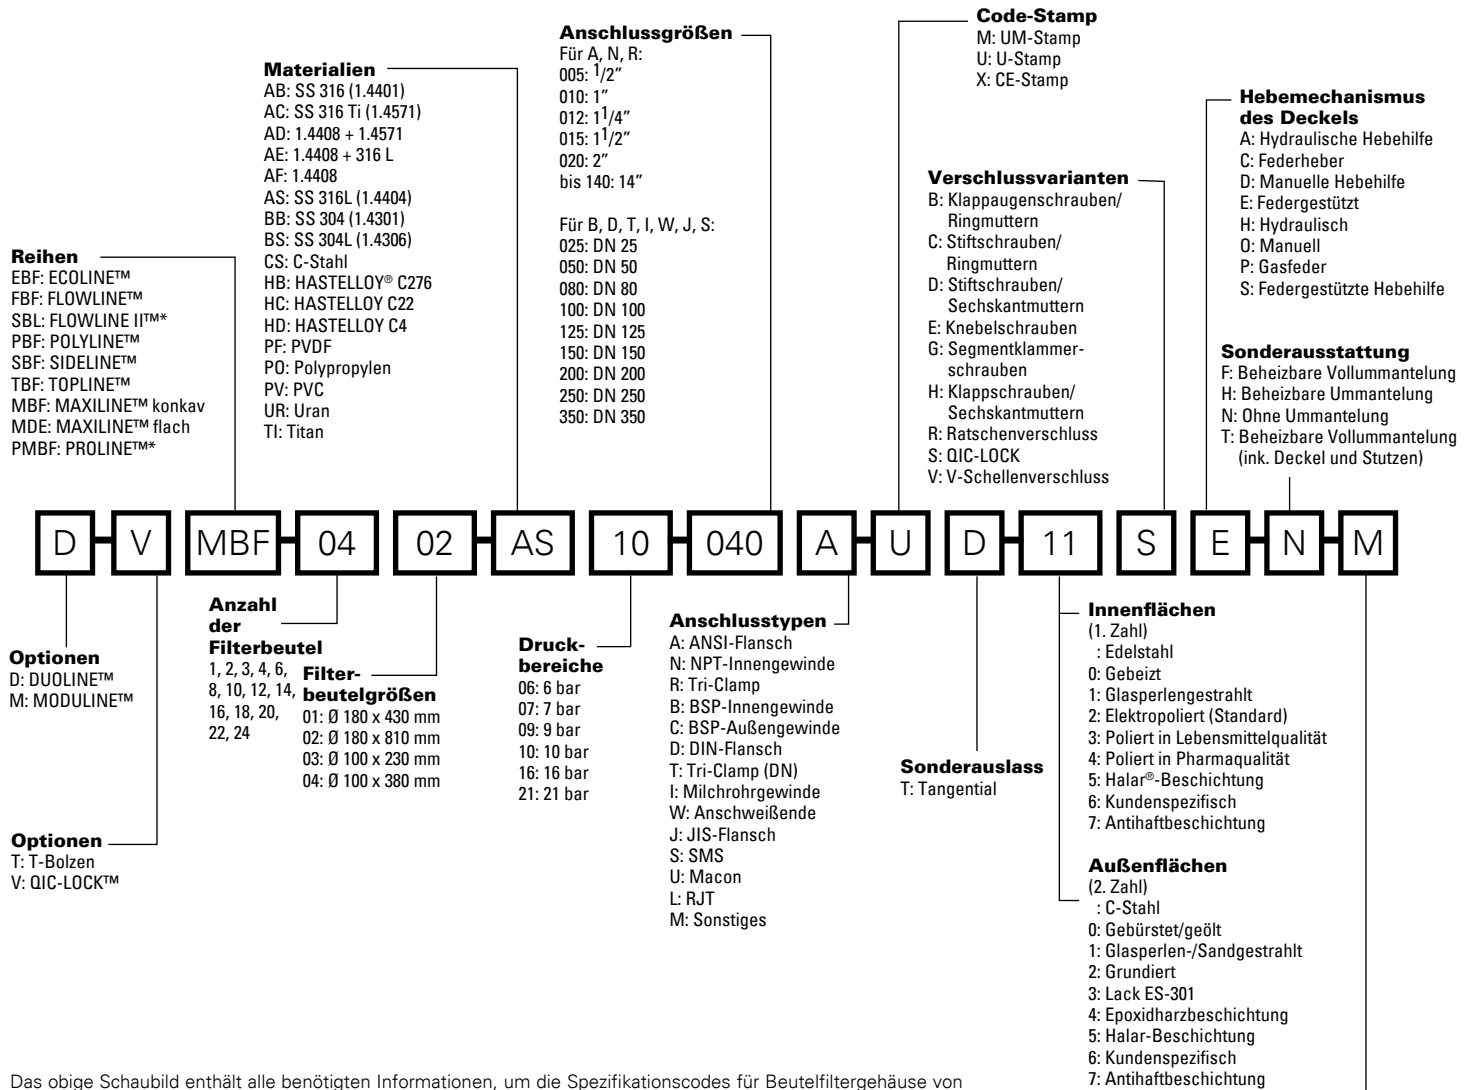 Code-Stamp
M: UM-Stamp
U: U-Stamp
X: CE-Stamp
Anschlussgrößen
Für A, N, R:
005: 1/2”
010: 1”
012: 11/4”
015: 11/2”
020: 2”
bis 140: 14”
Für B, D, T, I, W, J, S:
025: DN 25
050: DN 50
080: DN 80
100: DN 100
125: DN 125
150: DN 150
200: DN 200
250: DN 250
350: DN 350
Materialien
AB: SS 316 (1.4401)
AC: SS 316 Ti (1.4571)
AD: 1.4408 + 1.4571
AE: 1.4408 + 316 L
AF: 1.4408
AS: SS 316L (1.4404)
BB: SS 304 (1.4301)
BS: SS 304L (1.4306)
CS: C-Stahl
HB: HASTELLOY® C276
HC: HASTELLOY C22
HD: HASTELLOY C4
PF: PVDF
PO: Polypropylen
PV: PVC
UR: Uran
TI: Titan
Hebemechanismus
des Deckels
A: Hydraulische Hebehilfe
C: Federheber
D: Manuelle Hebehilfe
E: Federgestützt
H: Hydraulisch
O: Manuell
P: Gasfeder
S: Federgestützte Hebehilfe
Verschlussvarianten
B: Klappaugenschrauben/
Ringmuttern
C: Stiftschrauben/
Ringmuttern
D: Stiftschrauben/
Sechskantmuttern
E: Knebelschrauben
G: Segmentklammer-
schrauben
H: Klappschrauben/
Sechskantmuttern
R: Ratschenverschluss
S: QIC-LOCK
V: V-Schellenverschluss
Reihen
EBF: ECOLINE™
FBF: FLOWLINE™
SBL: FLOWLINE II™*
PBF: POLYLINE™
SBF: SIDELINE™
TBF: TOPLINE™
MBF: MAXILINE™ konkav
MDE: MAXILINE™ flach
PMBF: PROLINE™*
Sonderausstattung
F: Beheizbare Vollummantelung
H: Beheizbare Ummantelung
N: Ohne Ummantelung
T: Beheizbare Vollummantelung
(ink. Deckel und Stutzen)
D V MBF 04 02 AS 10 040 A U D 11 S E N M
Optionen
D: DUOLINE™
M: MODULINE™
Optionen
T: T-Bolzen
V: QIC-LOCK™
Anzahl
der
Filterbeutel
1, 2, 3, 4, 6,
8, 10, 12, 14,
16, 18, 20,
22, 24
Filter-
beutelgrößen
01: Ø 180 x 430 mm
02: Ø 180 x 810 mm
03: Ø 100 x 230 mm
04: Ø 100 x 380 mm
Druck-
bereiche
06: 6 bar
07: 7 bar
09: 9 bar
10: 10 bar
16: 16 bar
21: 21 bar
Anschlusstypen
A: ANSI-Flansch
N: NPT-Innengewinde
R: Tri-Clamp
B: BSP-Innengewinde
C: BSP-Außengewinde
D: DIN-Flansch
T: Tri-Clamp (DN)
I: Milchrohrgewinde
W: Anschweißende
J: JIS-Flansch
S: SMS
U: Macon
L: RJT
M: Sonstiges
Sonderauslass
T: Tangential
Innenflächen
(1. Zahl)
: Edelstahl
0: Gebeizt
1: Glasperlengestrahlt
2: Elektropoliert (Standard)
3: Poliert in Lebensmittelqualität
4: Poliert in Pharmaqualität
5: Halar®-Beschichtung
6: Kundenspezifisch
7: Antihaftbeschichtung
Außenflächen
(2. Zahl)
: C-Stahl
0: Gebürstet/geölt
1: Glasperlen-/Sandgestrahlt
2: Grundiert
3: Lack ES-301
4: Epoxidharzbeschichtung
5: Halar-Beschichtung
6: Kundenspezifisch
7: Antihaftbeschichtung
Das obige Schaubild enthält alle benötigten Informationen, um die Spezifikationscodes für Beutelfiltergehäuse von